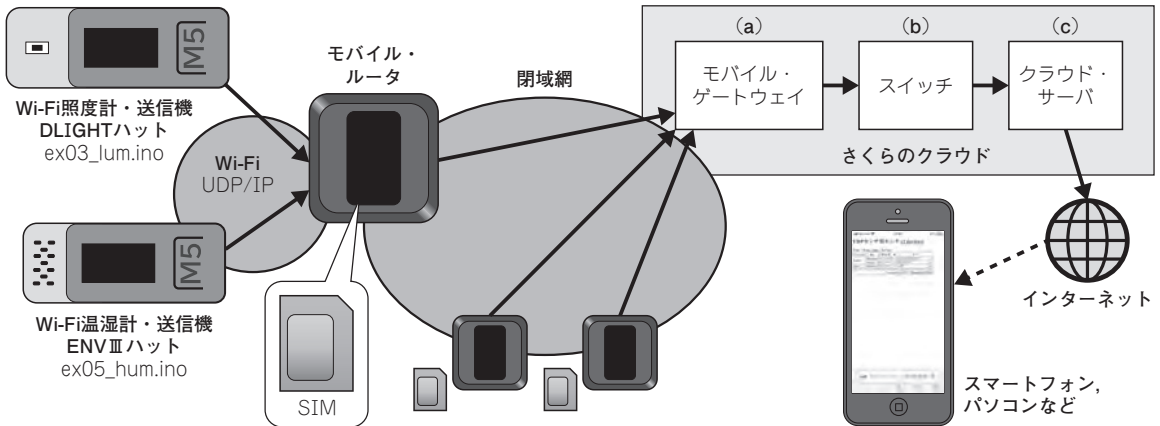 M5
Wi-Fi照度計・送信機
DLIGHTハット
ex03_lum.ino
Wi-Fi
UDP/IP
M5
Wi-Fi温湿計・送信機
ENVⅢハット
ex05_hum.ino
モバイル・
ルータ
SIM
閉域網
(a)
モバイル・
ゲートウェイ
(b)
スイッチ
(c)
クラウド・
サーバ
さくらのクラウド
インターネット
スマートフォン,
パソコンなど